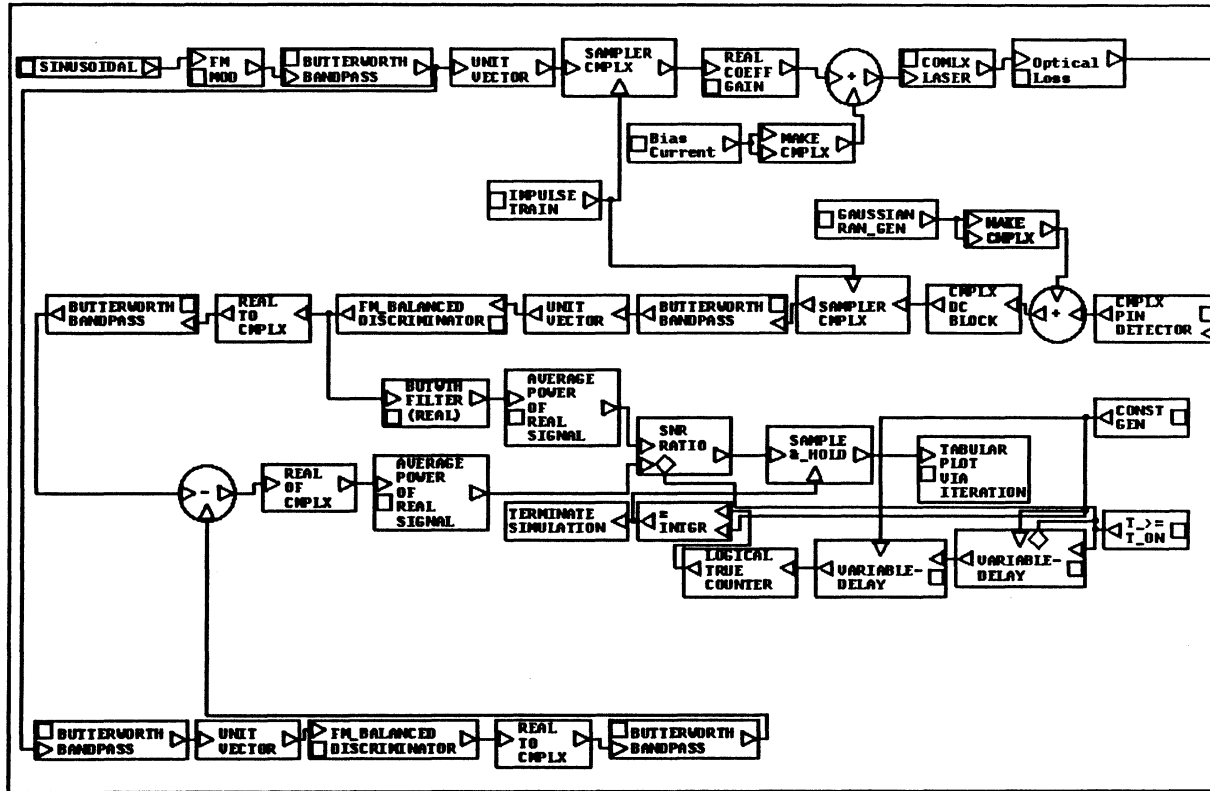 SINUSOIDAL
FM
MOD
BUTTERWORTH
BANDPASS
UNIT
VECTOR
SAMPLER
CMPLX
REAL
COEFF
GAIN
+
COMLX
LASER
Optical
Loss
Bias
Current
MAKE
CMPLX
IMPULSE
TRAIN
GAUSSIAN
RAN_GEN
MAKE
CMPLX
BUTTERWORTH
BANDPASS
REAL
TO
CMPLX
FM_BALANCED
DISCRIMINATOR
UNIT
VECTOR
BUTTERWORTH
BANDPASS
SAMPLER
CMPLX
CMPLX
DC
BLOCK
+
CMPLX
PIN
DETECTOR
BUTWTH
FILTER
(REAL)
AVERAGE
POWER
OF
REAL
SIGNAL
SNR
RATIO
SAMPLE
&_HOLD
TABULAR
PLOT
VIA
ITERATION
CONST
GEN
-
REAL
OF
CMPLX
AVERAGE
POWER
OF
REAL
SIGNAL
TERMINATE
SIMULATION
=
INTGR
T_>=
T_ON
LOGICAL
TRUE
COUNTER
VARIABLE-
DELAY
VARIABLE-
DELAY
BUTTERWORTH
BANDPASS
UNIT
VECTOR
FM_BALANCED
DISCRIMINATOR
REAL
TO
CMPLX
BUTTERWORTH
BANDPASS